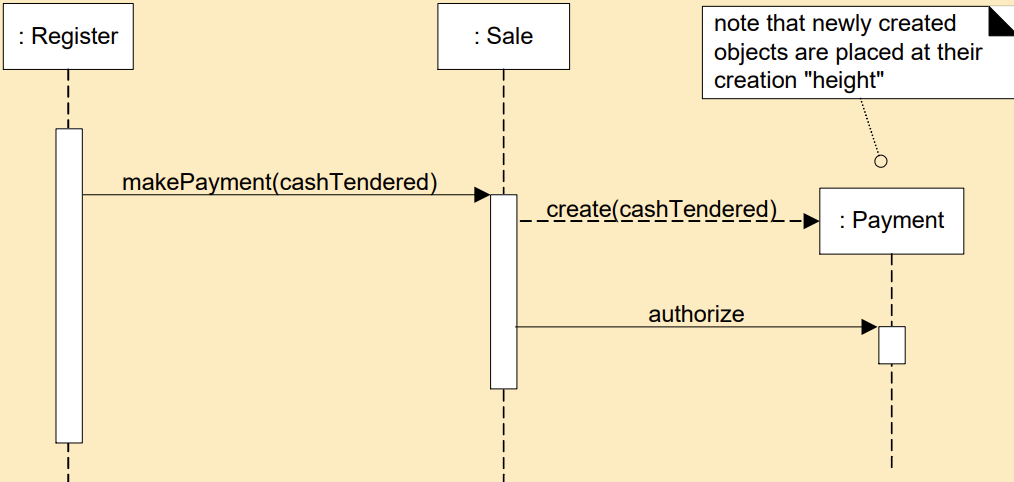 : Register
: Sale
note that newly created
objects are placed at their
creation "height"
makePayment(cashTendered)
create(cashTendered)
: Payment
authorize